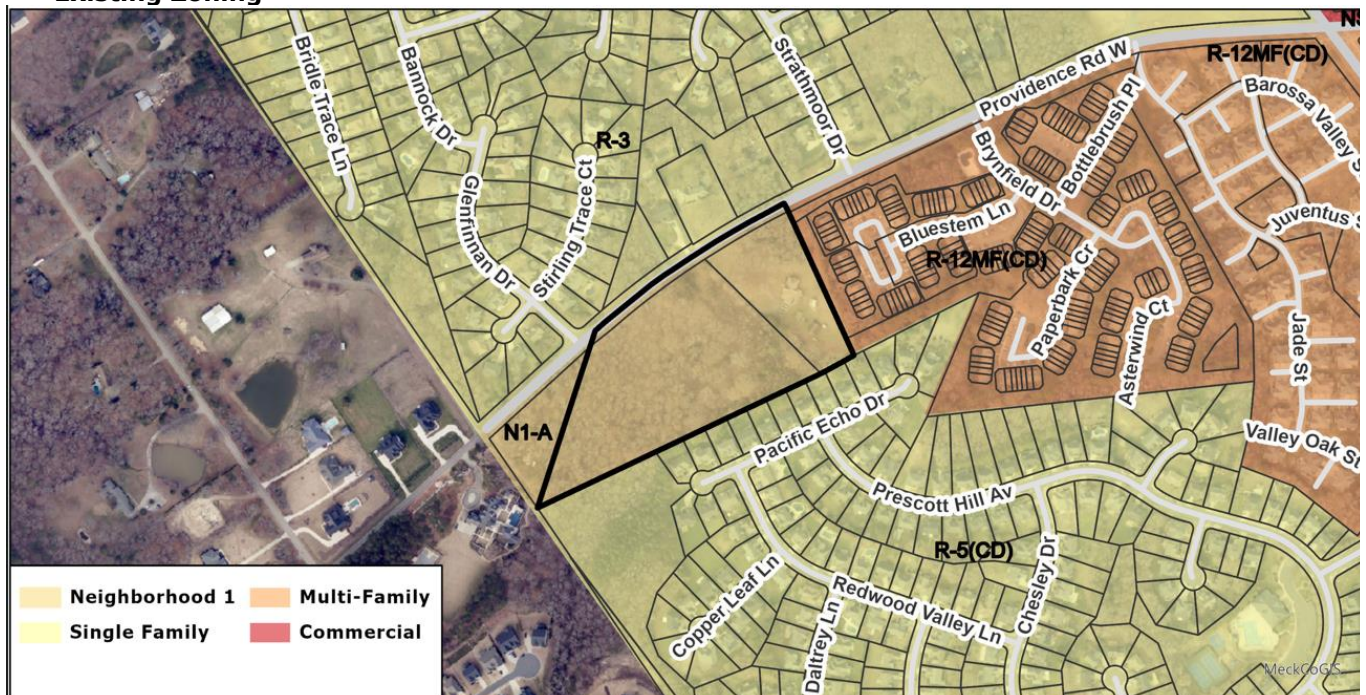 Existing Zoning
Bridle Trace Ln
Bannock Dr
Glenfinnan Dr
Stirling Trace Ct
R-3
Strathmoor Dr
Providence Rd W
R-12MF(CD)
Barossa Valley S
Juventus S
Jade St
Valley Oak St
Brynfield Dr
Bottlebrush Pl
Bluestem Ln
R-12MF(CD)
Paperbark Cr
Asterwind Ct
N1-A
Pacific Echo Dr
Prescott Hill Av
R-5(CD)
Chesley Dr
Redwood Valley Ln
Copper Leaf Ln
Daltrey Ln
Neighborhood 1
Multi-Family
Single Family
Commercial
MeckCoGIS